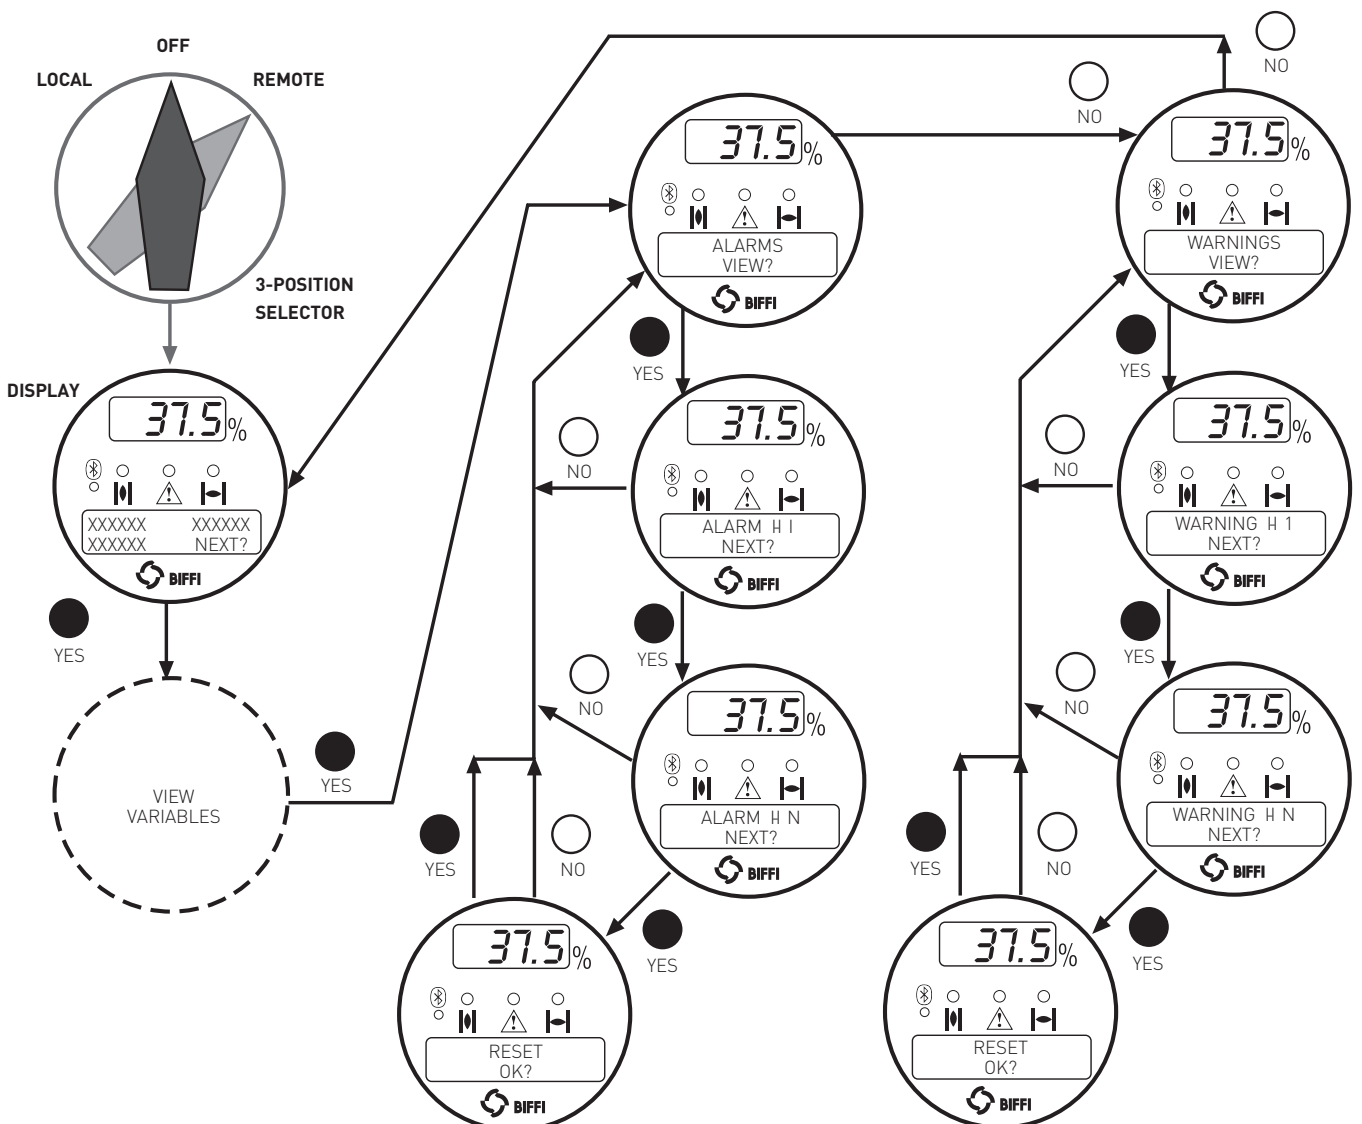 OFF
LOCAL
REMOTE
3-POSITION
SELECTOR
DISPLAY
37.5%
XXXXXX XXXXXX
XXXXXX NEXT?
BIFFI
YES
VIEW
VARIABLES
YES
37.5%
ALARMS
VIEW?
BIFFI
NO
YES
37.5%
ALARM H I
NEXT?
BIFFI
NO
YES
37.5%
ALARM H N
NEXT?
BIFFI
NO
YES
37.5%
RESET
OK?
BIFFI
YES
NO
37.5%
WARNINGS
VIEW?
BIFFI
NO
YES
37.5%
WARNING H 1
NEXT?
BIFFI
NO
YES
37.5%
WARNING H N
NEXT?
BIFFI
NO
YES
37.5%
RESET
OK?
BIFFI
YES
NO